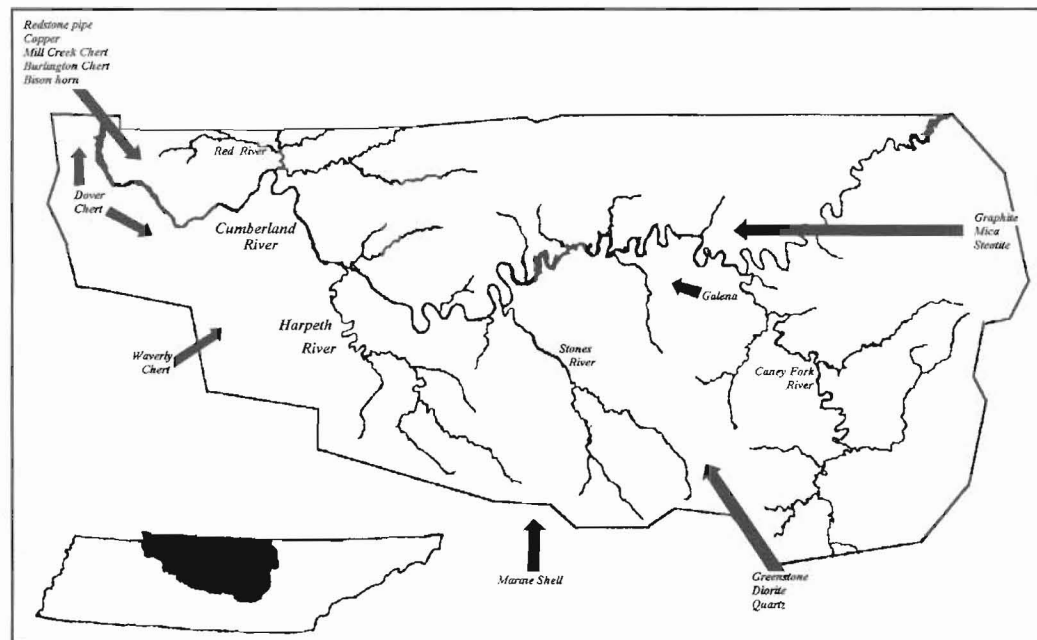 Redstone pipe
Copper
Mill Creek Chert
Burlington Chert
Bison horn
Red River
Dover
Chert
Cumberland
River
Graphite
Mica
Steatite
Galena
Harpeth
River
Waverly
Chert
Stones
River
Caney Fork
River
Marine Shell
Greenstone
Diorite
Quartz